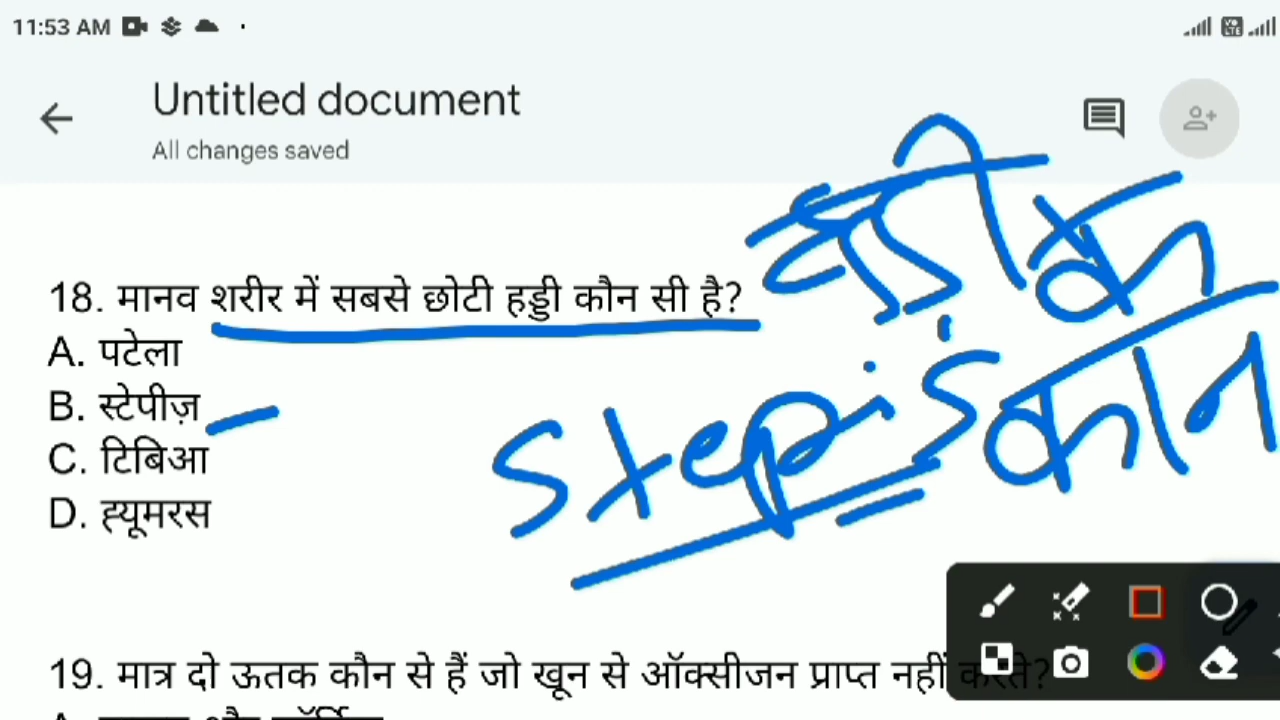 11:53 AM
Untitled document
All changes saved
18. मानव शरीर में सबसे छोटी हड्डी कौन सी है?
A. पटेला
B. स्टेपीज़
C. टिबिआ
D. ह्यूमरस
Stepis
कान
19. मात्र दो ऊतक कौन से हैं जो खून से ऑक्सीजन प्राप्त नहीं करते?